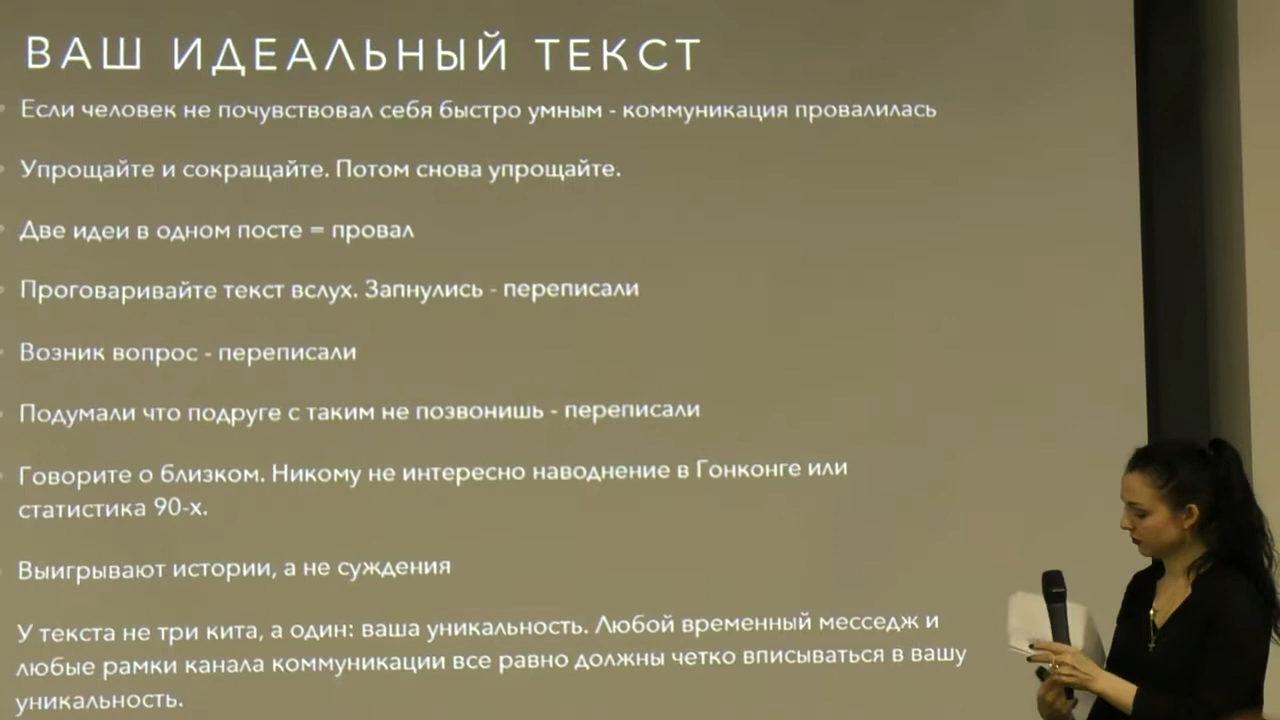 ВАШ ИДЕАЛЬНЫЙ ТЕКСТ
Если человек не почувствовал себя быстро умным - коммуникация провалилась
Упрощайте и сокращайте. Потом снова упрощайте.
Две идеи в одном посте = провал
Проговаривайте текст вслух. Запнулись - переписали
Возник вопрос - переписали
Подумали что подруге с таким не позвонишь - переписали
Говорите о близком. Никому не интересно наводнение в Гонконге или
статистика 90-х.
Выигрывают истории, а не суждения
У текста не три кита, а один: ваша уникальность. Любой временный месседж и
любые рамки канала коммуникации все равно должны четко вписываться в вашу
уникальность.